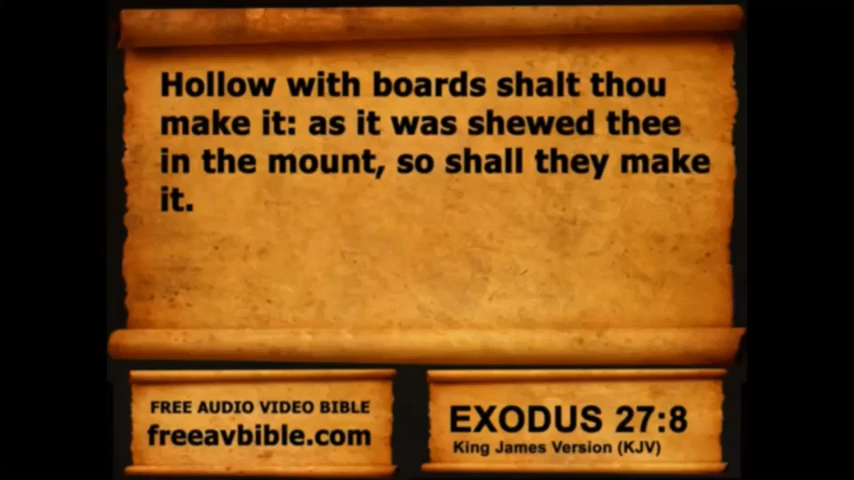 Hollow with boards shalt thou
make it: as it was shewed thee
in the mount, so shall they make
it.
FREE AUDIO VIDEO BIBLE
freeavbible.com
EXODUS 27:8
King James Version (KJV)